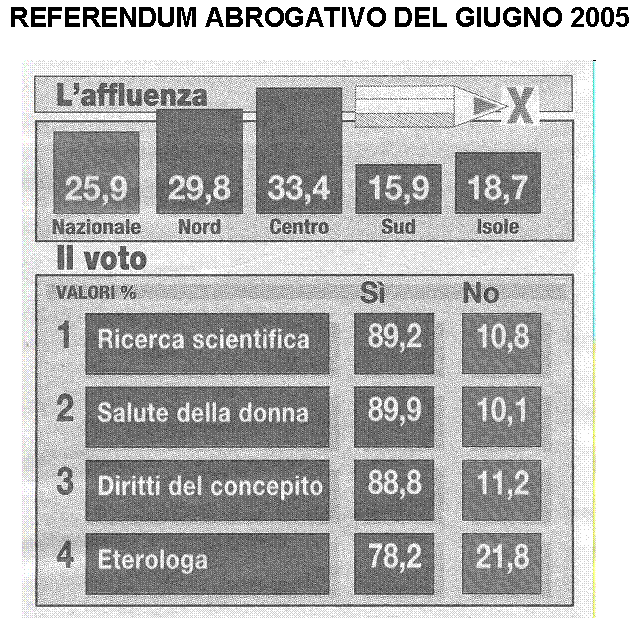 REFERENDUM ABROGATIVO DEL GIUGNO 2005
L'affluenza
X
25,9 29,8 33,4 15,9 18,7
Nazionale Nord Centro Sud Isole
Il voto
VALORI % Sì No
1 Ricerca scientifica 89,2 10,8
2 Salute della donna 89,9 10,1
3 Diritti del concepito 88,8 11,2
4 Eterologa 78,2 21,8